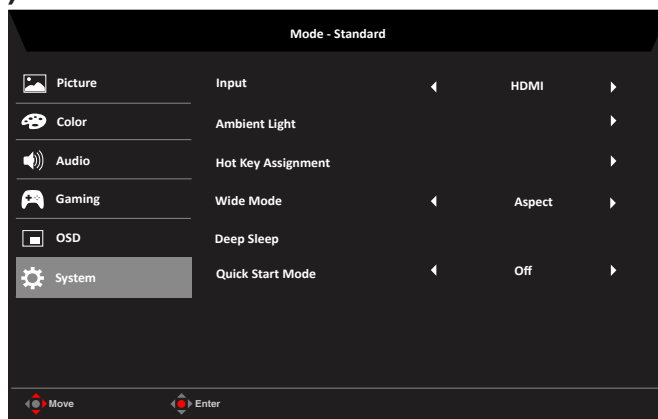 Mode - Standard
Picture
Input HDMI
Color
Ambient Light
Audio
Hot Key Assignment
Gaming
Wide Mode Aspect
OSD
Deep Sleep
System
Quick Start Mode Off
Move Enter